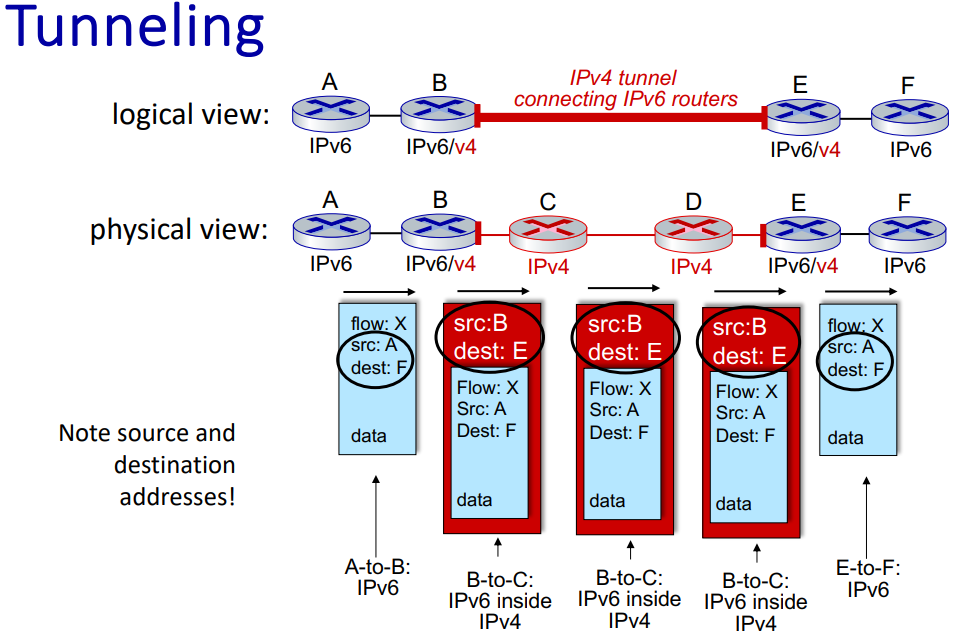 Tunneling
logical view:
A
B
IPv4 tunnel
connecting IPv6 routers
E
F
IPv6
IPv6/v4
IPv6/v4
IPv6
physical view:
A
B
C
D
E
F
IPv6
IPv6/v4
IPv4
IPv4
IPv6/v4
IPv6
flow: X
src: A
dest: F
data
src:B
dest: E
Flow: X
Src: A
Dest: F
data
src:B
dest: E
Flow: X
Src: A
Dest: F
data
src:B
dest: E
Flow: X
Src: A
Dest: F
data
flow: X
src: A
dest: F
data
Note source and
destination
addresses!
A-to-B:
IPv6
B-to-C:
IPv6 inside
IPv4
B-to-C:
IPv6 inside
IPv4
B-to-C:
IPv6 inside
IPv4
E-to-F:
IPv6